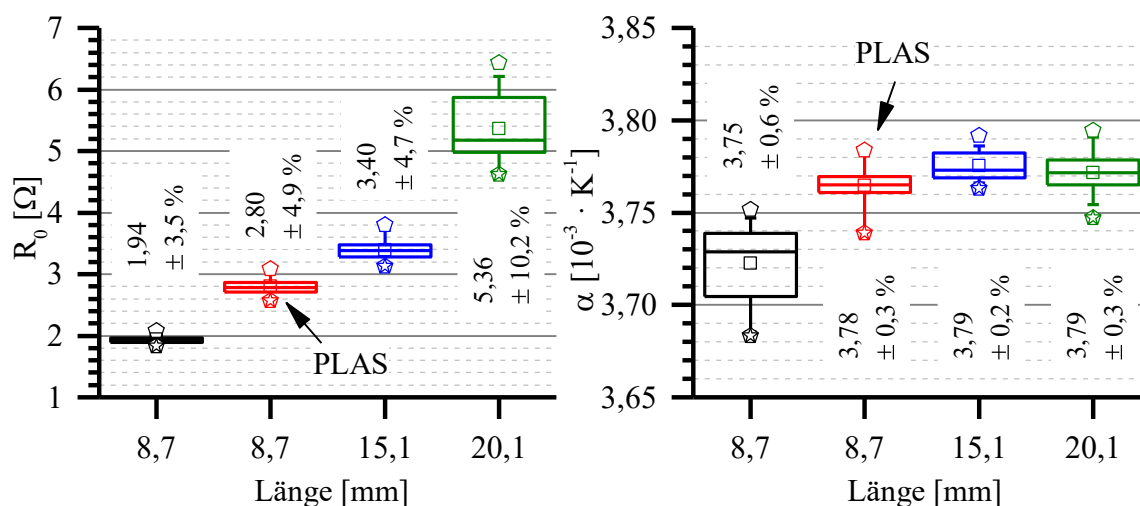 R0 [Ω]
7
6
5
4
3
2
1
1,94
± 3,5 %
2,80
± 4,9 %
3,40
± 4,7 %
5,36
± 10,2 %
PLAS
8,7
8,7
15,1
20,1
Länge [mm]
α [10⁻³ · K⁻¹]
3,85
3,80
3,75
3,70
3,65
3,75
± 0,6 %
3,78
± 0,3 %
3,79
± 0,2 %
3,79
± 0,3 %
PLAS
8,7
8,7
15,1
20,1
Länge [mm]